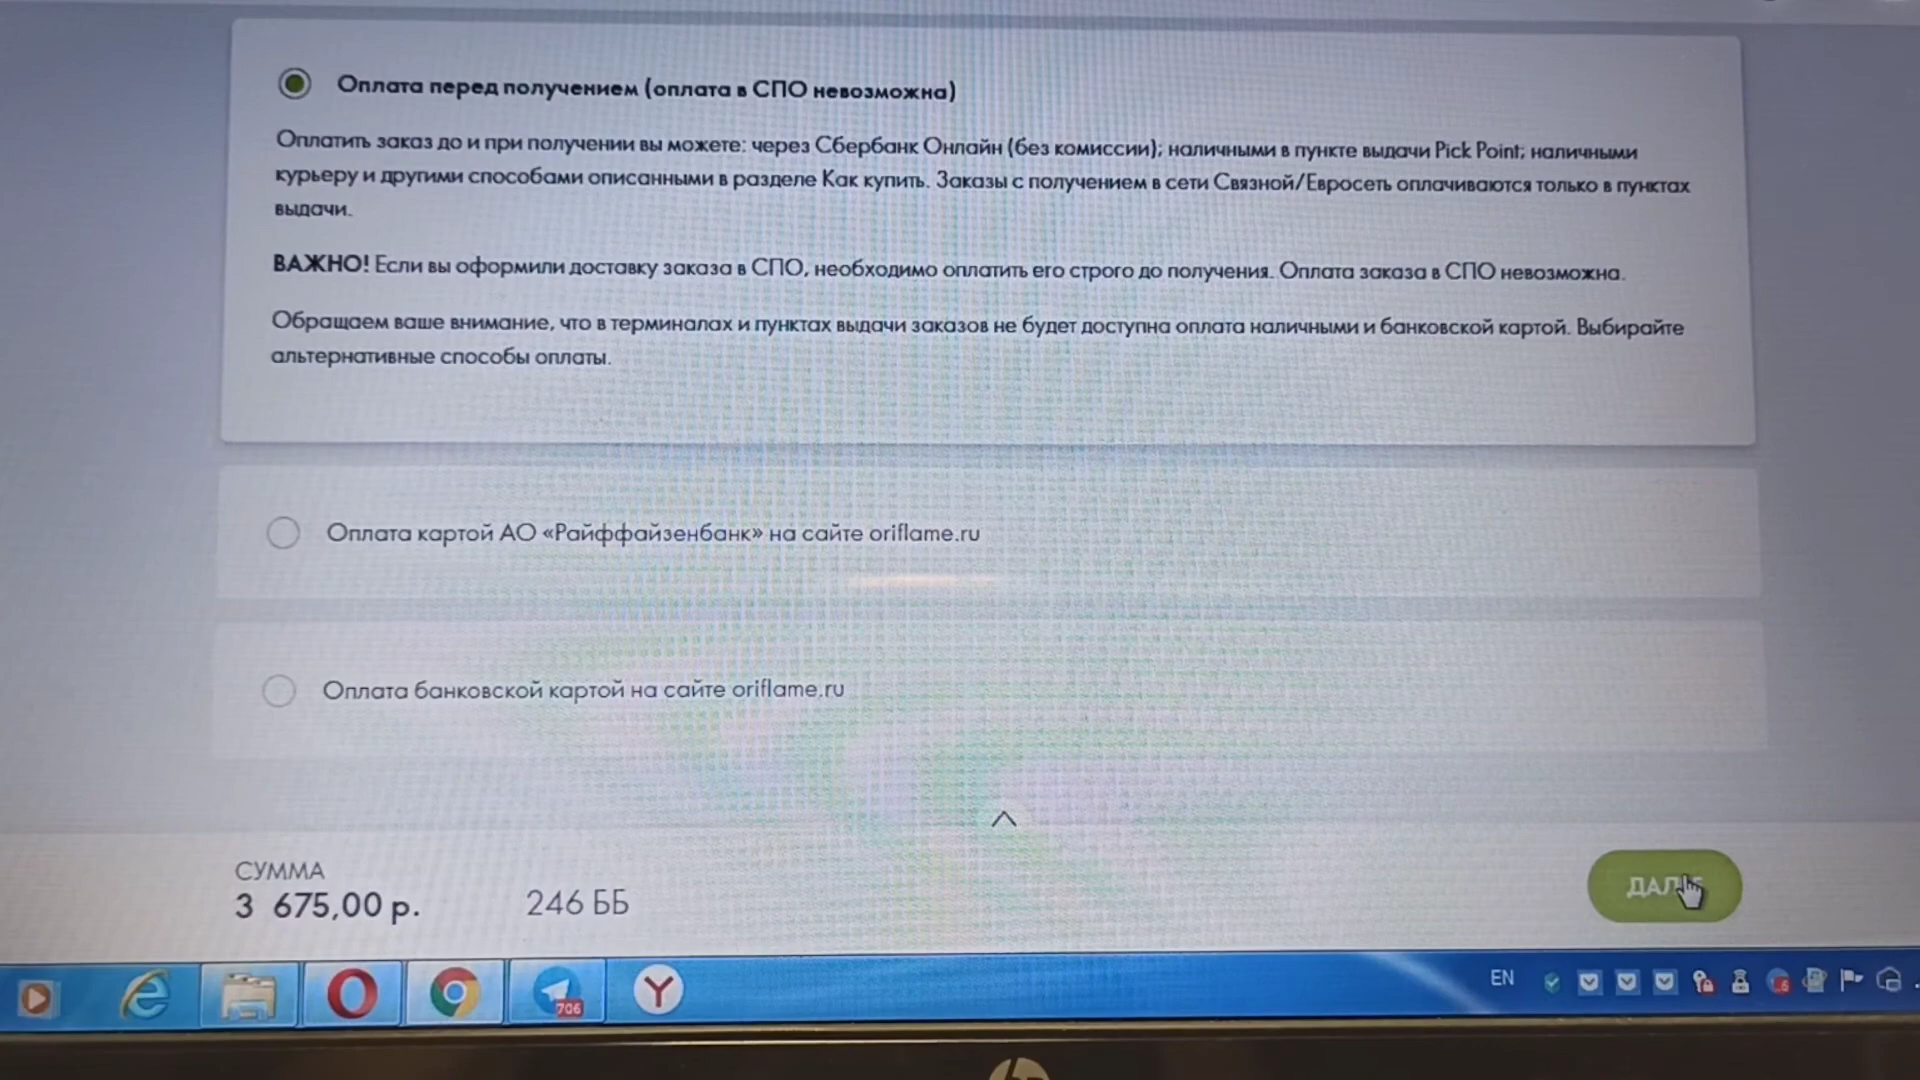 Оплата перед получением (оплата в СПО невозможна)
Оплатить заказ до и при получении вы можете: через Сбербанк Онлайн (без комиссии); наличными в пункте выдачи Pick Point; наличными
курьеру и другими способами описанными в разделе Как купить. Заказы с получением в сети Связной/Евросеть оплачиваются только в пунктах
выдачи.
ВАЖНО! Если вы оформили доставку заказа в СПО, необходимо оплатить его строго до получения. Оплата заказа в СПО невозможна.
Обращаем ваше внимание, что в терминалах и пунктах выдачи заказов не будет доступна оплата наличными и банковской картой. Выбирайте
альтернативные способы оплаты.
Оплата картой АО «Райффайзенбанк» на сайте oriflame.ru
Оплата банковской картой на сайте oriflame.ru
СУММА
3 675,00 р.
246 ББ
ДАЛЕЕ
706
EN
hp